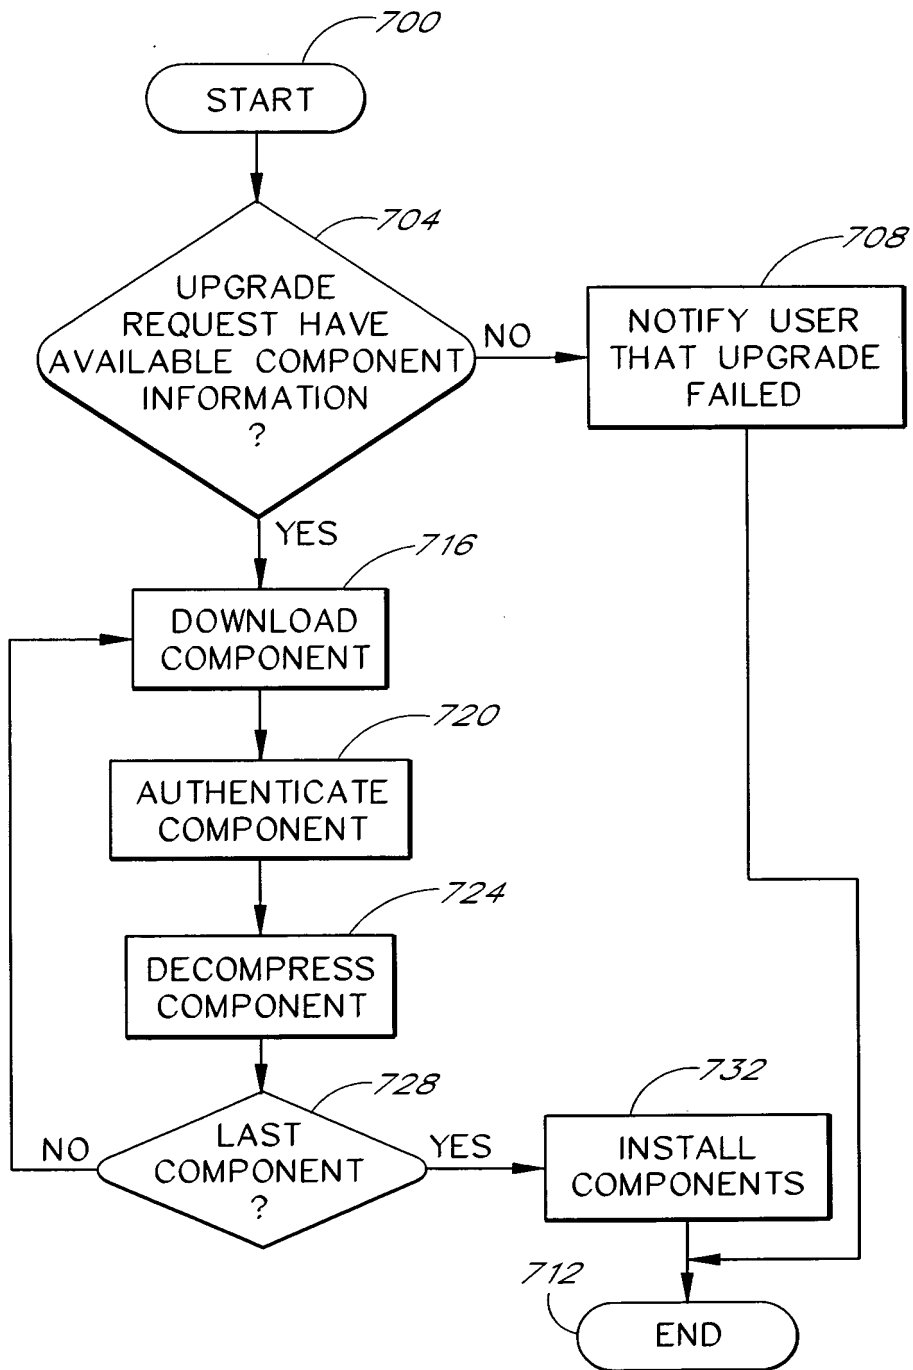 700
START
704
UPGRADE
REQUEST HAVE
AVAILABLE COMPONENT
INFORMATION
?
NO
708
NOTIFY USER
THAT UPGRADE
FAILED
YES
716
DOWNLOAD
COMPONENT
720
AUTHENTICATE
COMPONENT
724
DECOMPRESS
COMPONENT
728
LAST
COMPONENT
?
NO
YES
732
INSTALL
COMPONENTS
712
END